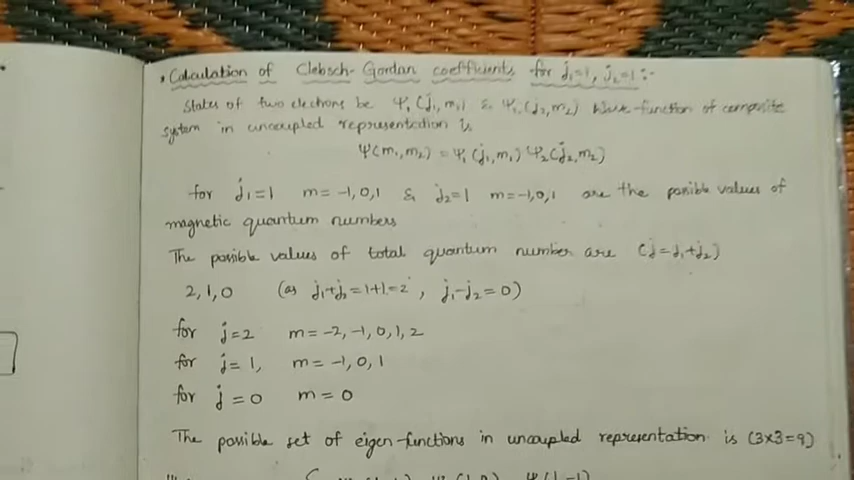 * Calculation of Clebsch-Gordan coefficients for j₁=1, j₂=1 :-
States of two electrons be Ψ₁(j₁,m₁) & Ψ₂(j₂,m₂) Wave-function of composite
system in uncoupled representation is
Ψ(m₁,m₂) = Ψ₁(j₁,m₁) Ψ₂(j₂,m₂)
for j₁=1 m = -1,0,1 & j₂=1 m=-1,0,1 are the possible values of
magnetic quantum numbers
The possible values of total quantum number are (j=j₁+j₂)
2,1,0 (as j₁+j₂=1+1=2, j₁-j₂=0)
for j=2 m=-2,-1,0,1,2
for j=1, m=-1,0,1
for j=0 m=0
The possible set of eigen-functions in uncoupled representation is (3x3=9)
Ψ(1,-1)